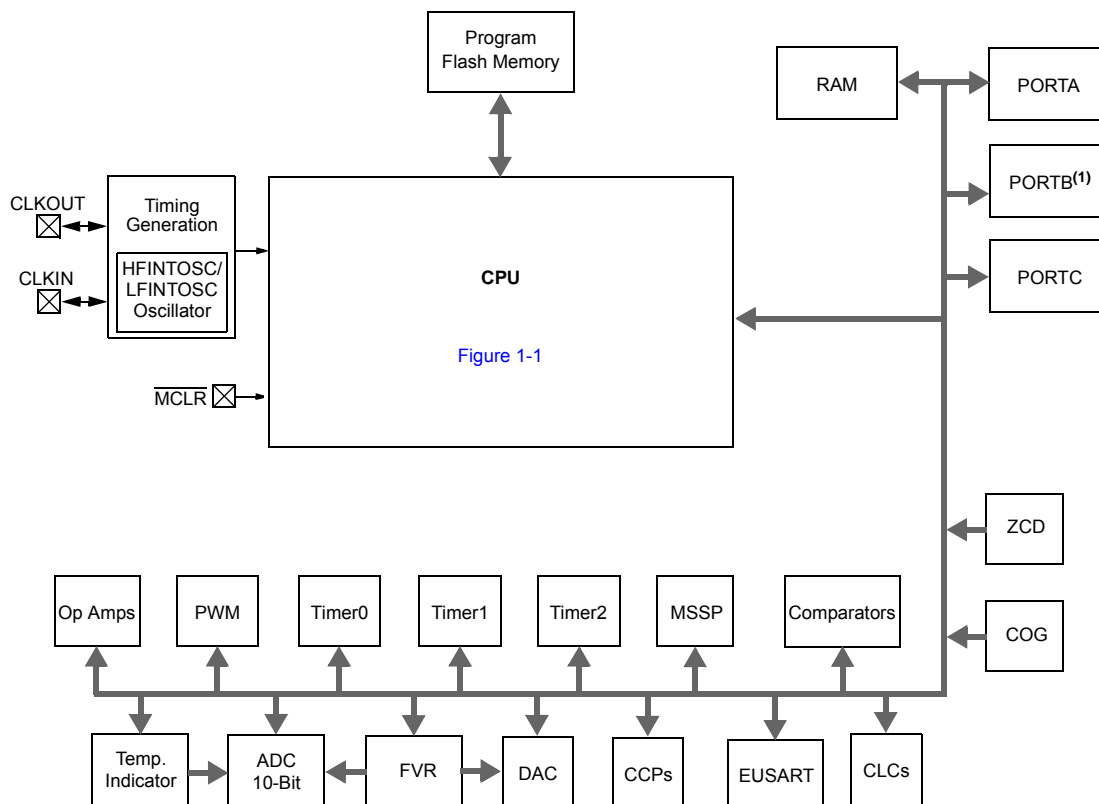 Program
Flash Memory
RAM
PORTA
PORTB(1)
PORTC
CLKOUT
CLKIN
Timing
Generation
HFINTOSC/
LFINTOSC
Oscillator
MCLR
CPU
Figure 1-1
ZCD
COG
Op Amps
PWM
Timer0
Timer1
Timer2
MSSP
Comparators
Temp.
Indicator
ADC
10-Bit
FVR
DAC
CCPs
EUSART
CLCs